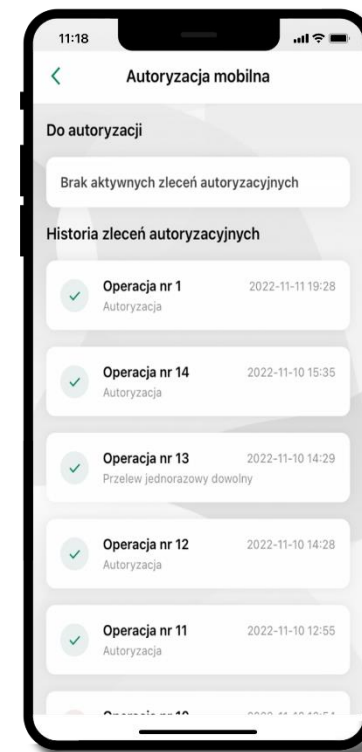 11:18
Autoryzacja mobilna
Do autoryzacji
Brak aktywnych zleceń autoryzacyjnych
Historia zleceń autoryzacyjnych
Operacja nr 1 2022-11-11 19:28
Autoryzacja
Operacja nr 14 2022-11-10 15:35
Autoryzacja
Operacja nr 13 2022-11-10 14:29
Przelew jednorazowy dowolny
Operacja nr 12 2022-11-10 14:28
Autoryzacja
Operacja nr 11 2022-11-10 12:55
Autoryzacja